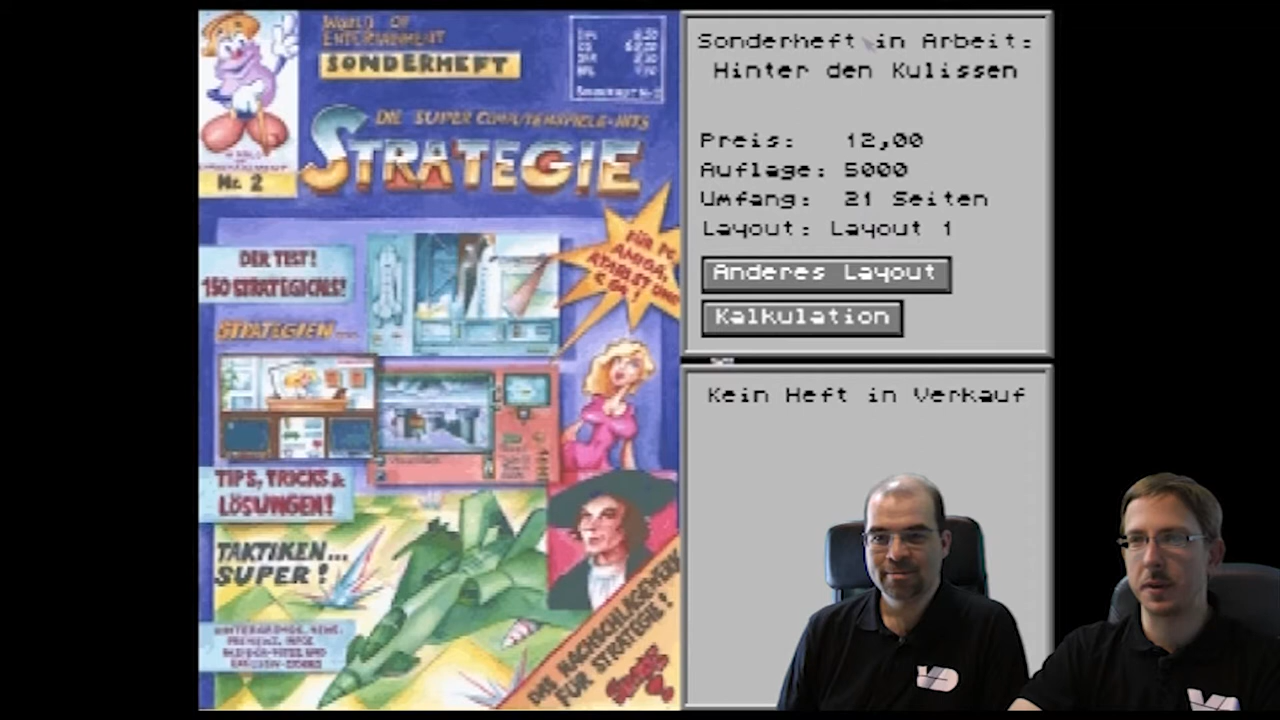 WORLD OF
ENTERTAINMENT
SONDERHEFT
DIE SUPER COMPUTERSPIELE-HITS
STRATEGIE
Nr. 2
DER TEST!
150 STRATEGICALS!
STRATEGIEN...
FÜR PC,
AMIGA,
ATARI ST UND
C 64!
TIPS, TRICKS &
LÖSUNGEN!
TAKTIKEN...
SUPER!
DAS NACHSCHLAGEWERK
FÜR STRATEGIE!
Sonderheft in Arbeit:
Hinter den Kulissen
Preis: 12,00
Auflage: 5000
Umfang: 21 Seiten
Layout: Layout 1
Anderes Layout
Kalkulation
Kein Heft in Verkauf